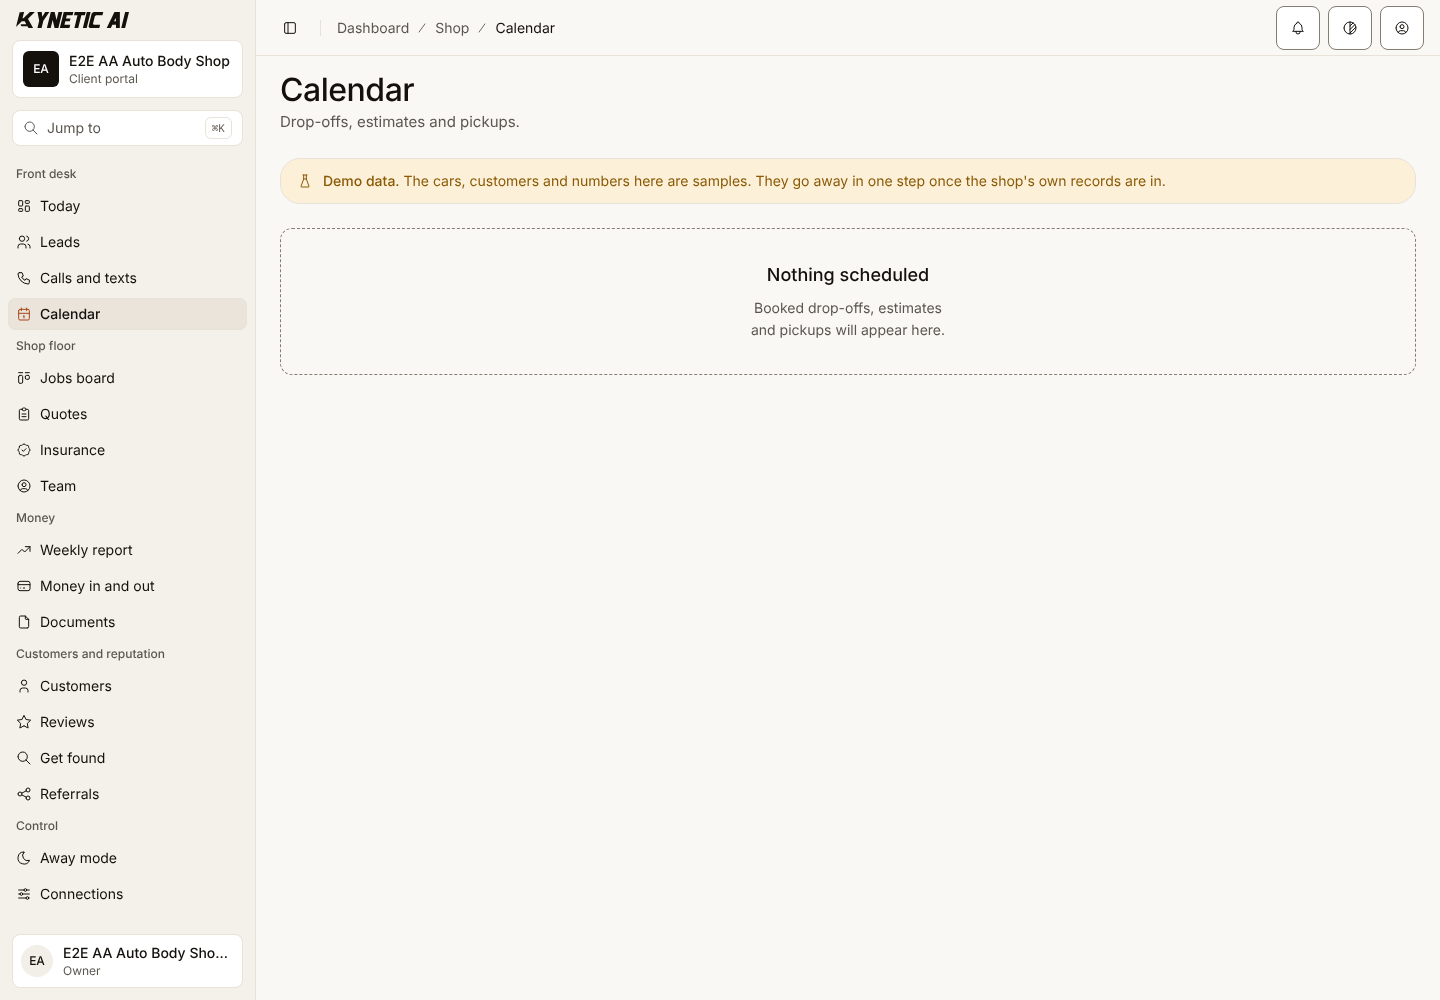 KYNETIC AI
EA
E2E AA Auto Body Shop
Client portal
Jump to
⌘K
Front desk
Today
Leads
Calls and texts
Calendar
Shop floor
Jobs board
Quotes
Insurance
Team
Money
Weekly report
Money in and out
Documents
Customers and reputation
Customers
Reviews
Get found
Referrals
Control
Away mode
Connections
EA
E2E AA Auto Body Sho...
Owner
Dashboard / Shop / Calendar
Calendar
Drop-offs, estimates and pickups.
Demo data. The cars, customers and numbers here are samples. They go away in one step once the shop's own records are in.
Nothing scheduled
Booked drop-offs, estimates
and pickups will appear here.